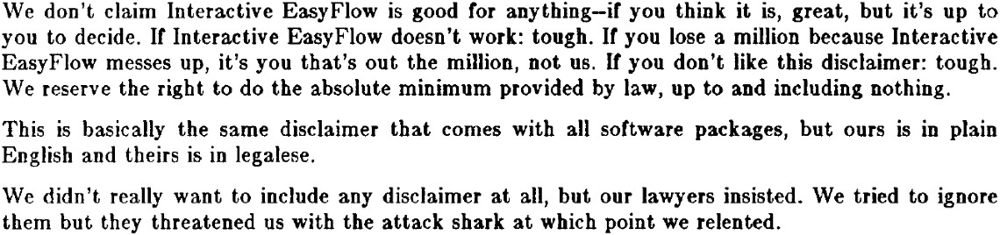 We don't claim Interactive EasyFlow is good for anything—if you think it is, great, but it's up to
you to decide. If Interactive EasyFlow doesn't work: tough. If you lose a million because Interactive
EasyFlow messes up, it's you that's out the million, not us. If you don't like this disclaimer: tough.
We reserve the right to do the absolute minimum provided by law, up to and including nothing.
This is basically the same disclaimer that comes with all software packages, but ours is in plain
English and theirs is in legalese.
We didn't really want to include any disclaimer at all, but our lawyers insisted. We tried to ignore
them but they threatened us with the attack shark at which point we relented.